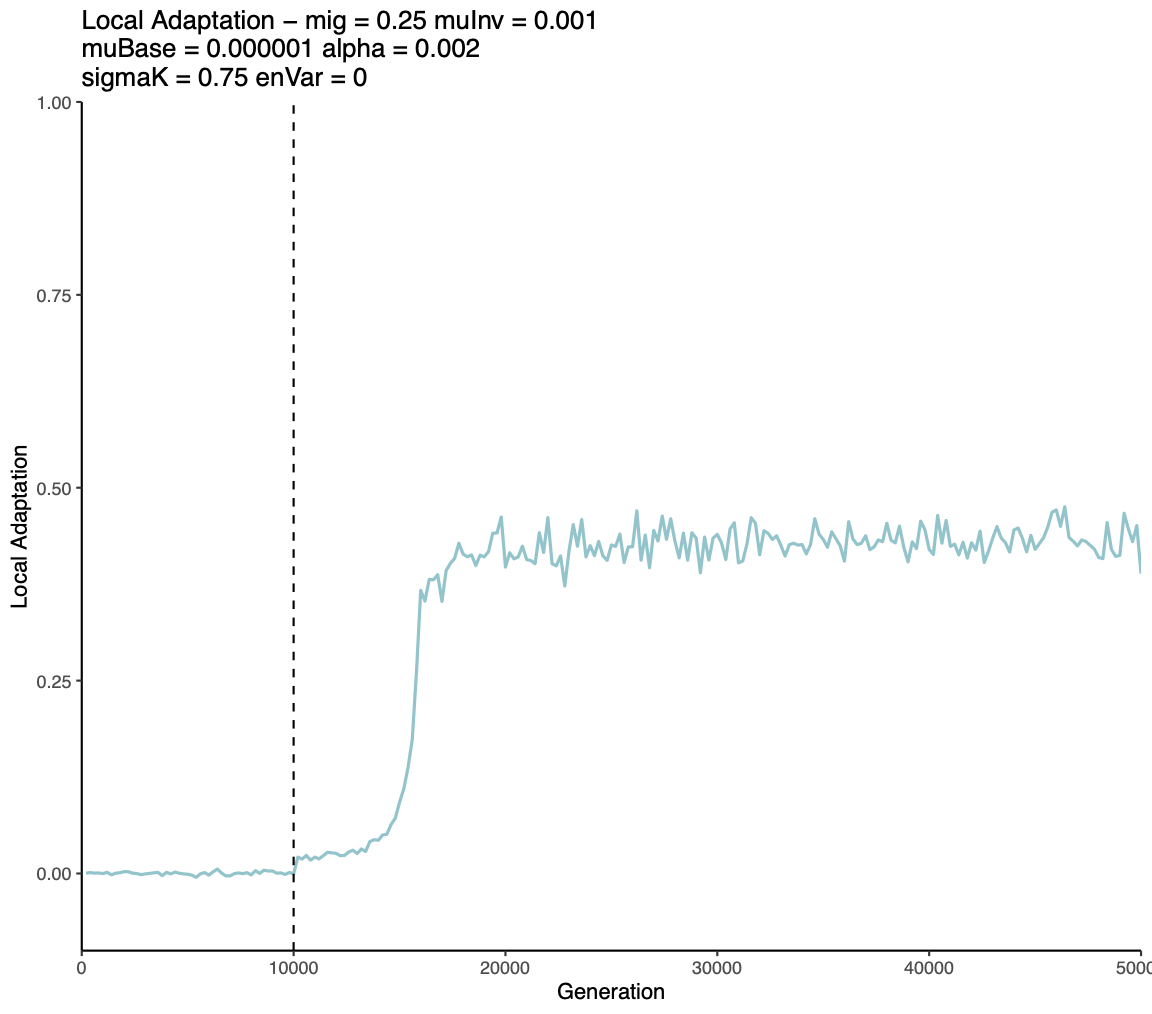 Local Adaptation − mig = 0.25 muInv = 0.001
muBase = 0.000001 alpha = 0.002
sigmaK = 0.75 enVar = 0
1.00
0.75
0.50
0.25
0.00
Local Adaptation
0 10000 20000 30000 40000 5000
Generation